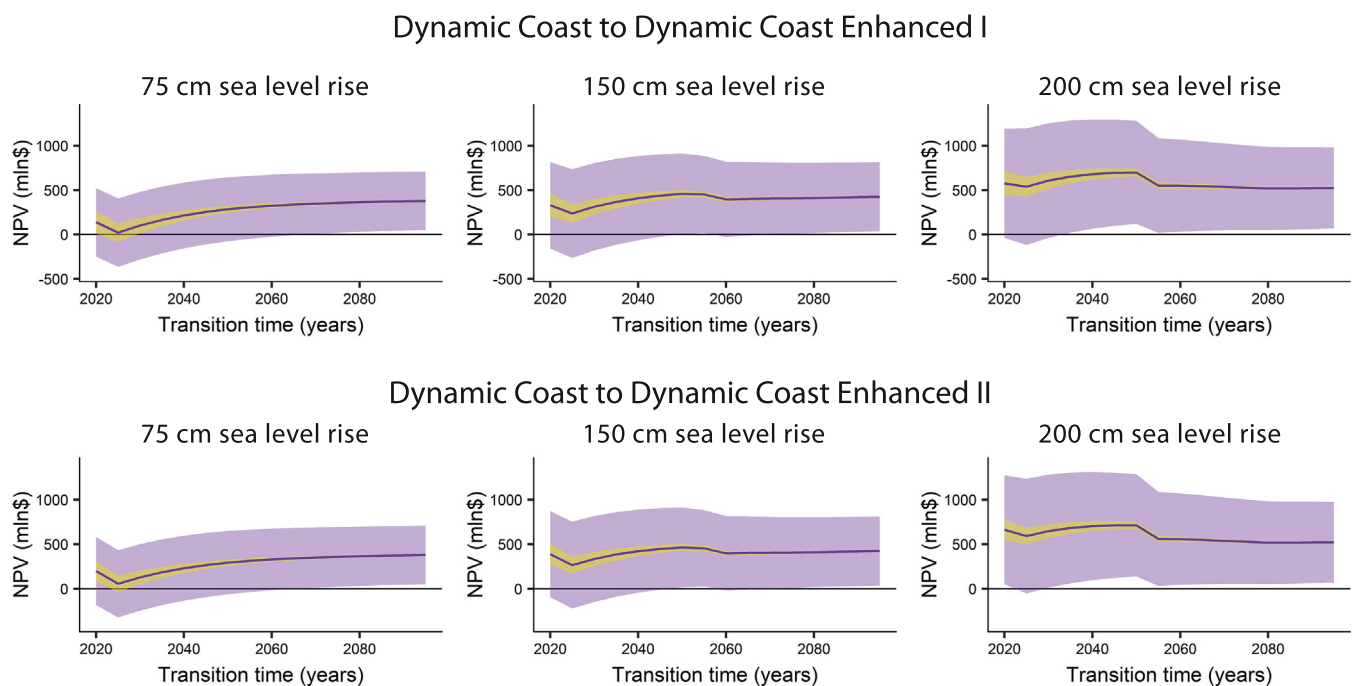 Dynamic Coast to Dynamic Coast Enhanced I
75 cm sea level rise
NPV (mln$)
1000
500
0
-500
2020 2040 2060 2080
Transition time (years)
150 cm sea level rise
NPV (mln$)
1000
500
0
-500
2020 2040 2060 2080
Transition time (years)
200 cm sea level rise
NPV (mln$)
1000
500
0
-500
2020 2040 2060 2080
Transition time (years)
Dynamic Coast to Dynamic Coast Enhanced II
75 cm sea level rise
NPV (mln$)
1000
500
0
2020 2040 2060 2080
Transition time (years)
150 cm sea level rise
NPV (mln$)
1000
500
0
2020 2040 2060 2080
Transition time (years)
200 cm sea level rise
NPV (mln$)
1000
500
0
2020 2040 2060 2080
Transition time (years)